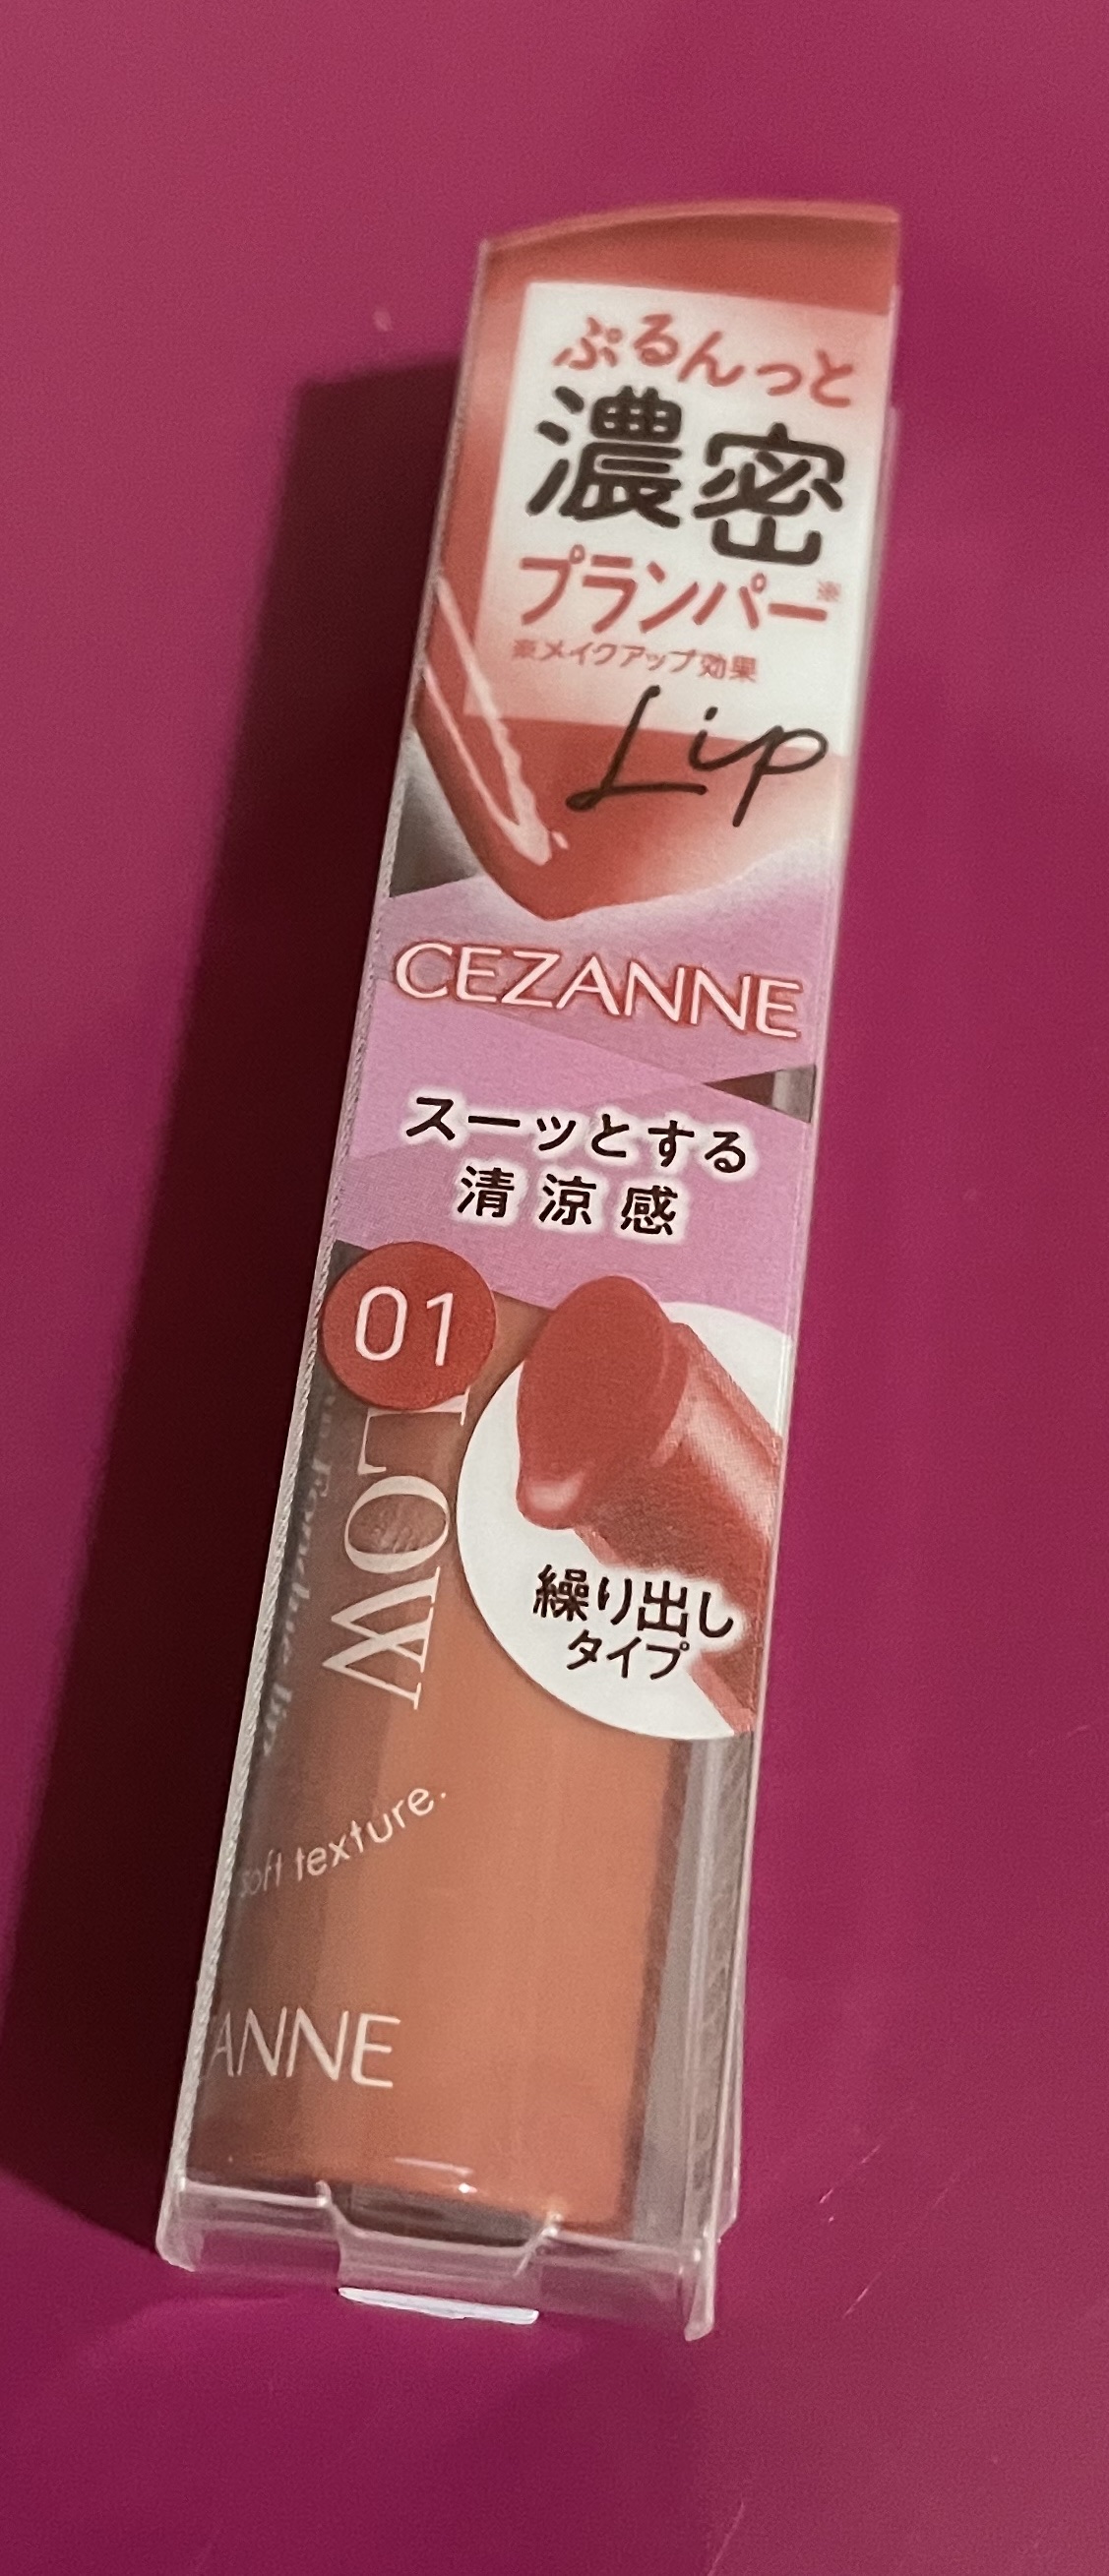 ぷるんっと
濃密
プランパー※
※メイクアップ効果
Lip
CEZANNE
スーッとする
清涼感
01
LOW
繰り出し
タイプ
soft texture.
ANNE